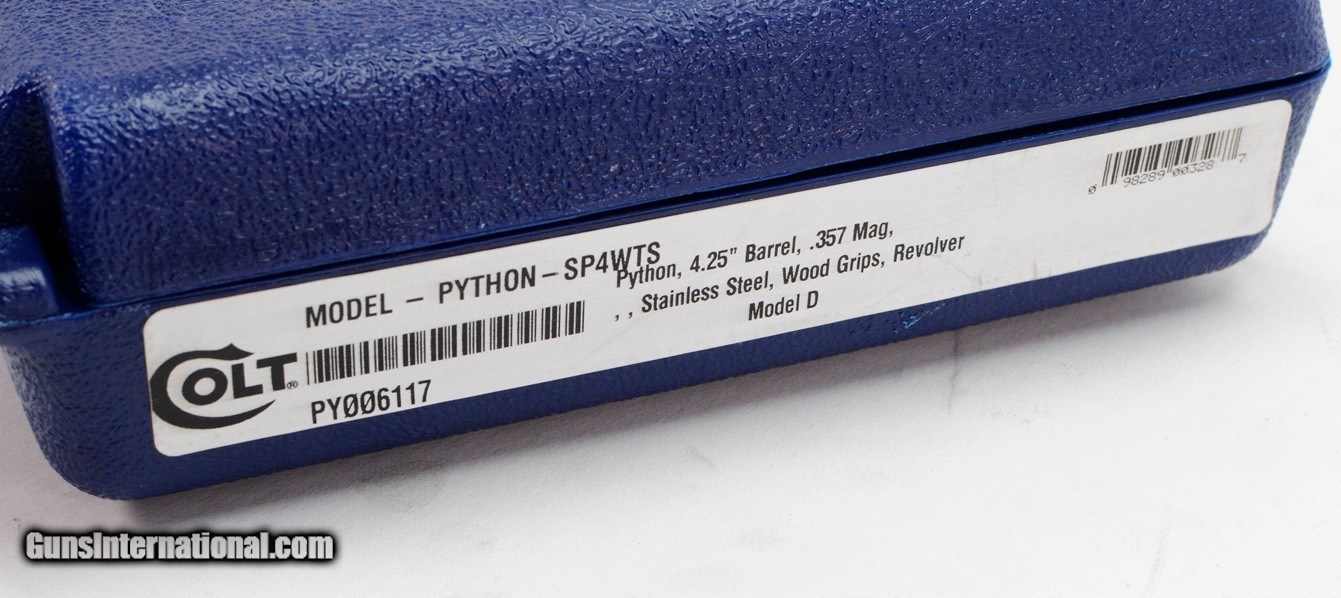 MODEL - PYTHON-SP4WTS
Python, 4.25" Barrel, .357 Mag,
, , Stainless Steel, Wood Grips, Revolver
Model D
COLT®
PY006117
0 98289 00328 7
GunsInternational.com